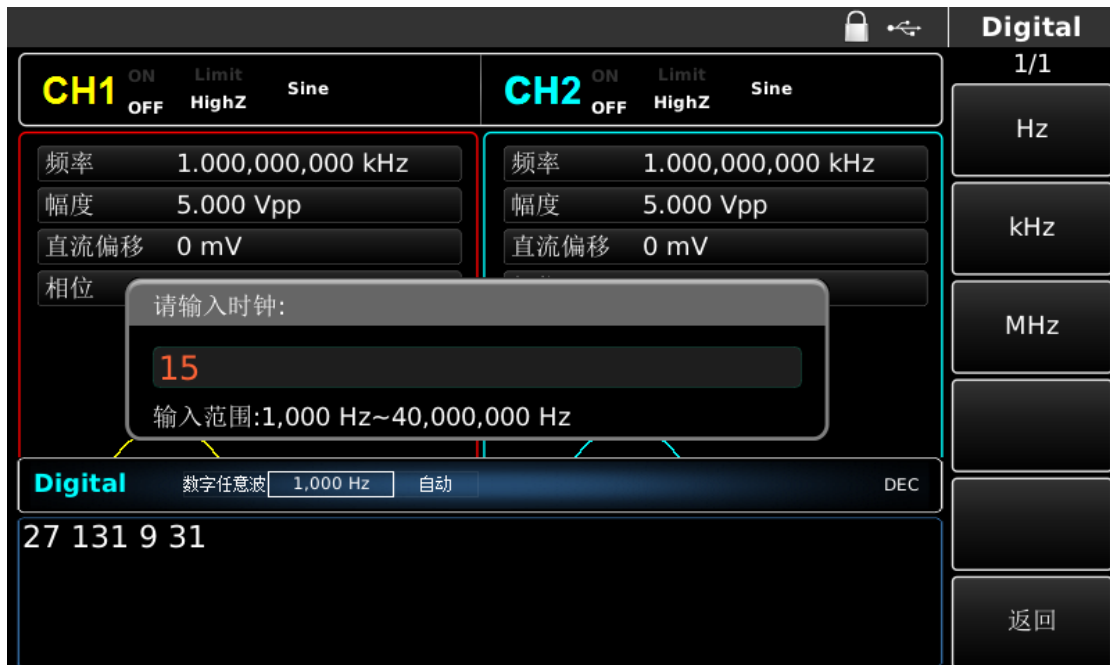 Digital
1/1
CH1 ON OFF Limit HighZ Sine
CH2 ON OFF Limit HighZ Sine
Hz
频率 1.000,000,000 kHz
频率 1.000,000,000 kHz
幅度 5.000 Vpp
幅度 5.000 Vpp
kHz
直流偏移 0 mV
直流偏移 0 mV
相位
请输入时钟:
MHz
15
输入范围:1,000 Hz~40,000,000 Hz
Digital 数字任意波 1,000 Hz 自动 DEC
27 131 9 31
返回